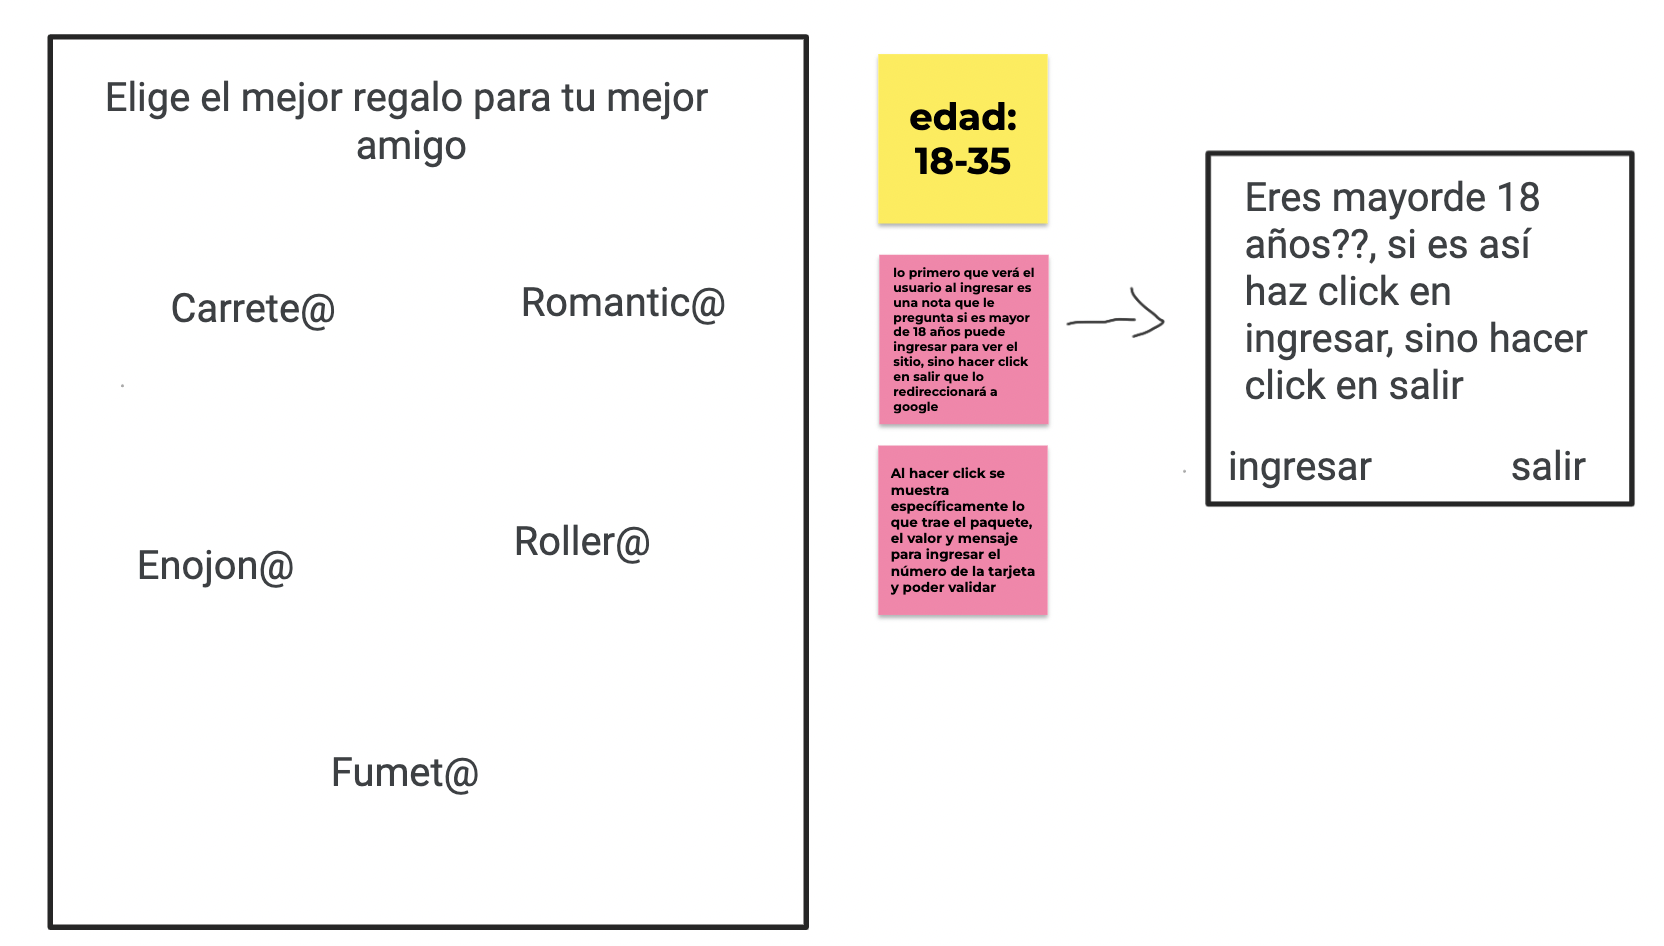 Elige el mejor regalo para tu mejor
amigo
Carrete@
Romantic@
Enojon@
Roller@
Fumet@
edad:
18-35
lo primero que verá el
usuario al ingresar es
una nota que le
pregunta si es mayor
de 18 años puede
ingresar para ver el
sitio, sino hacer click
en salir que lo
redireccionará a
google
Al hacer click se
muestra
específicamente lo
que trae el paquete,
el valor y mensaje
para ingresar el
número de la tarjeta
y poder validar
Eres mayorde 18
años??, si es así
haz click en
ingresar, sino hacer
click en salir
ingresar
salir